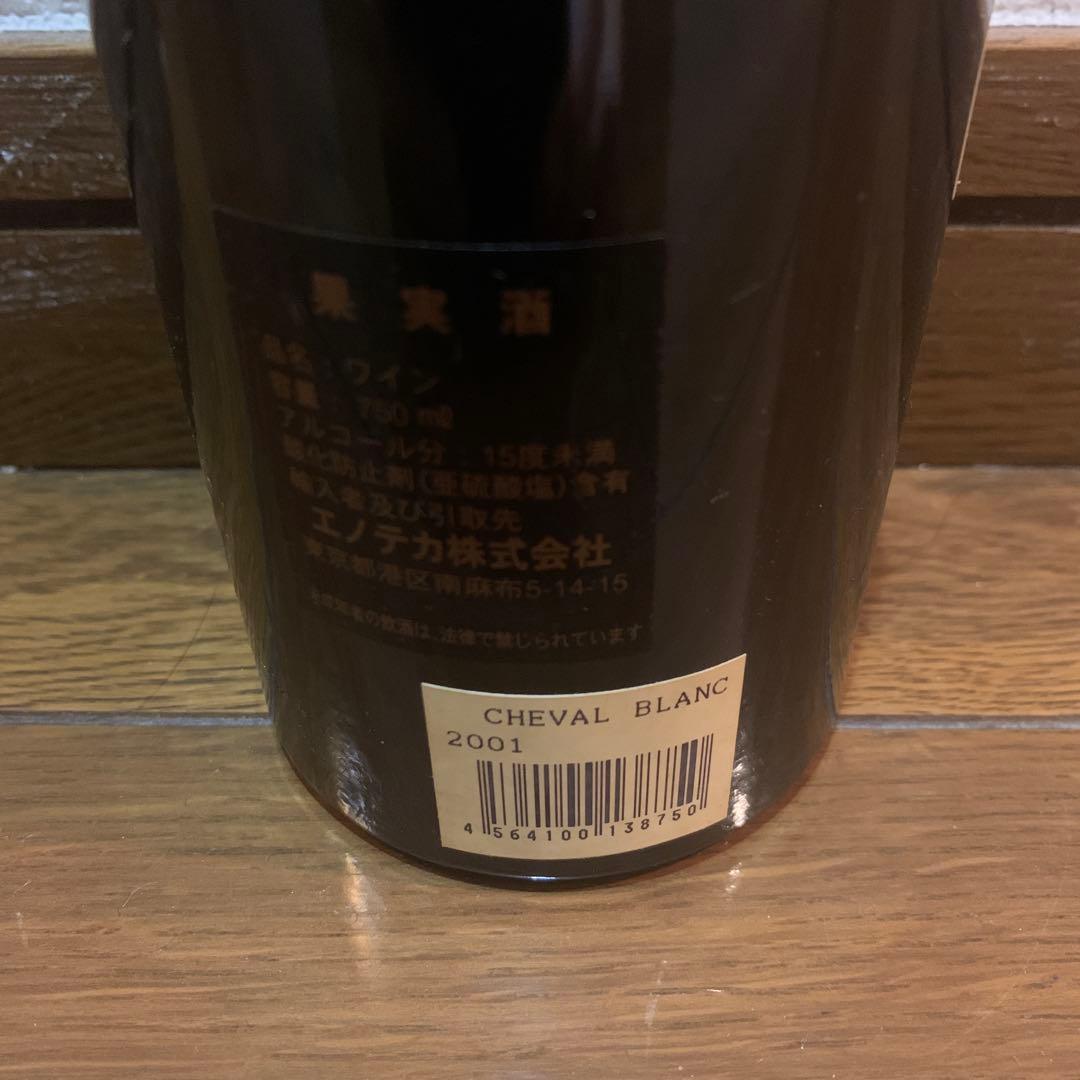 果実酒
品名:ワイン
容量:750㎖
アルコール分:15度未満
酸化防止剤(亜硫酸塩)含有
輸入者及び引取先
エノテカ株式会社
東京都港区南麻布5-14-15
未成年者の飲酒は、法律で禁じられています
CHEVAL BLANC
2001
4 564100 138750